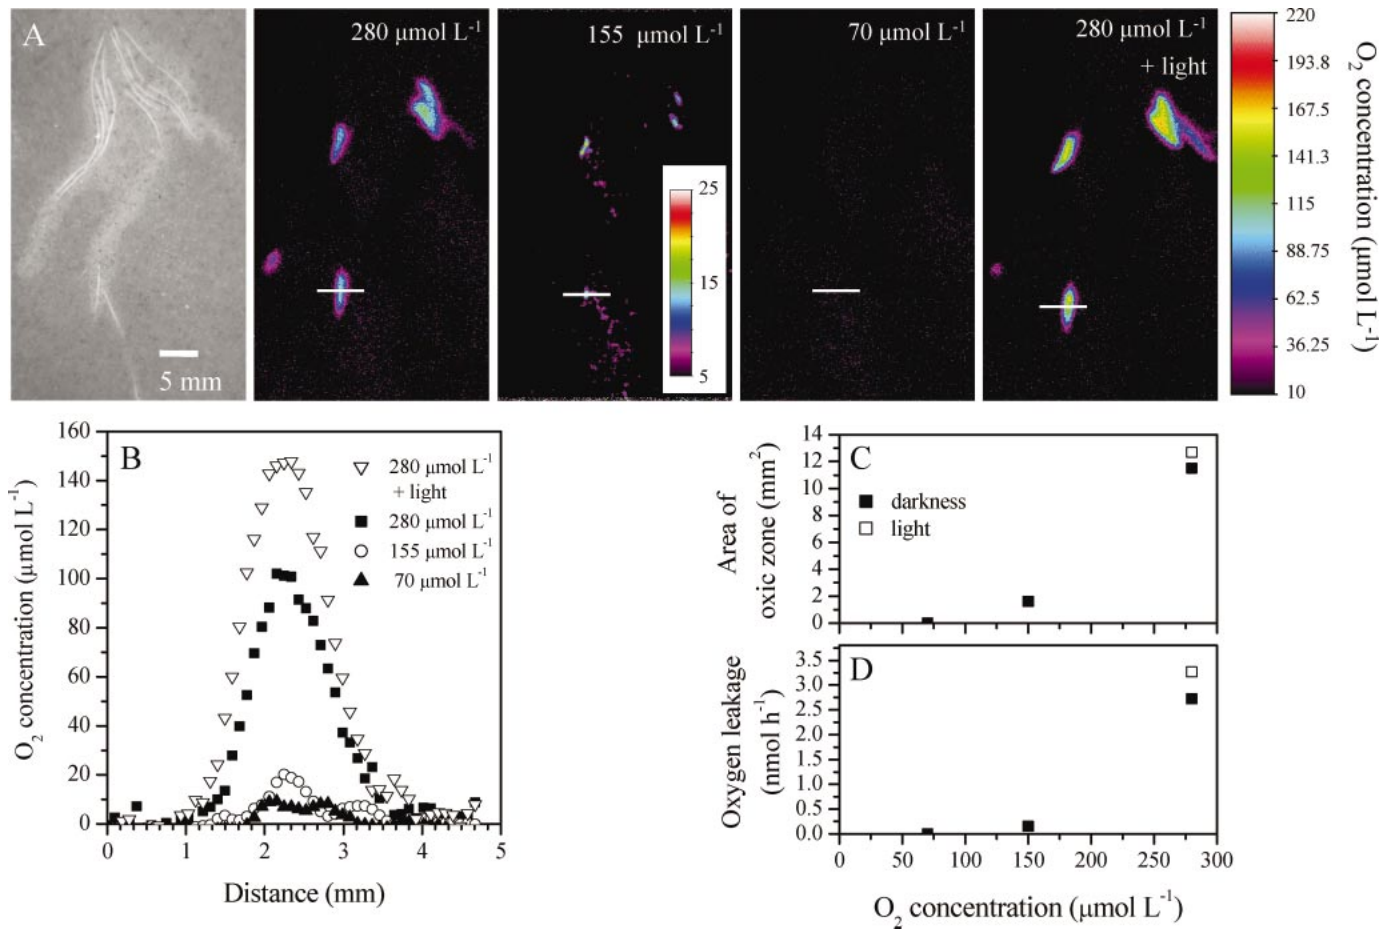 A
280 μmol L⁻¹
155 μmol L⁻¹
70 μmol L⁻¹
280 μmol L⁻¹
+ light
5 mm
25
15
5
220
193.8
167.5
141.3
115
88.75
62.5
36.25
10
O₂ concentration (μmol L⁻¹)
B
160
140
120
100
80
60
40
20
0
O₂ concentration (μmol L⁻¹)
280 μmol L⁻¹
+ light
280 μmol L⁻¹
155 μmol L⁻¹
70 μmol L⁻¹
0 1 2 3 4 5
Distance (mm)
C
14
12
10
8
6
4
2
0
Area of
oxic zone (mm²)
darkness
light
D
3.5
3.0
2.5
2.0
1.5
1.0
0.5
0.0
Oxygen leakage
(nmol h⁻¹)
0 50 100 150 200 250 300
O₂ concentration (μmol L⁻¹)